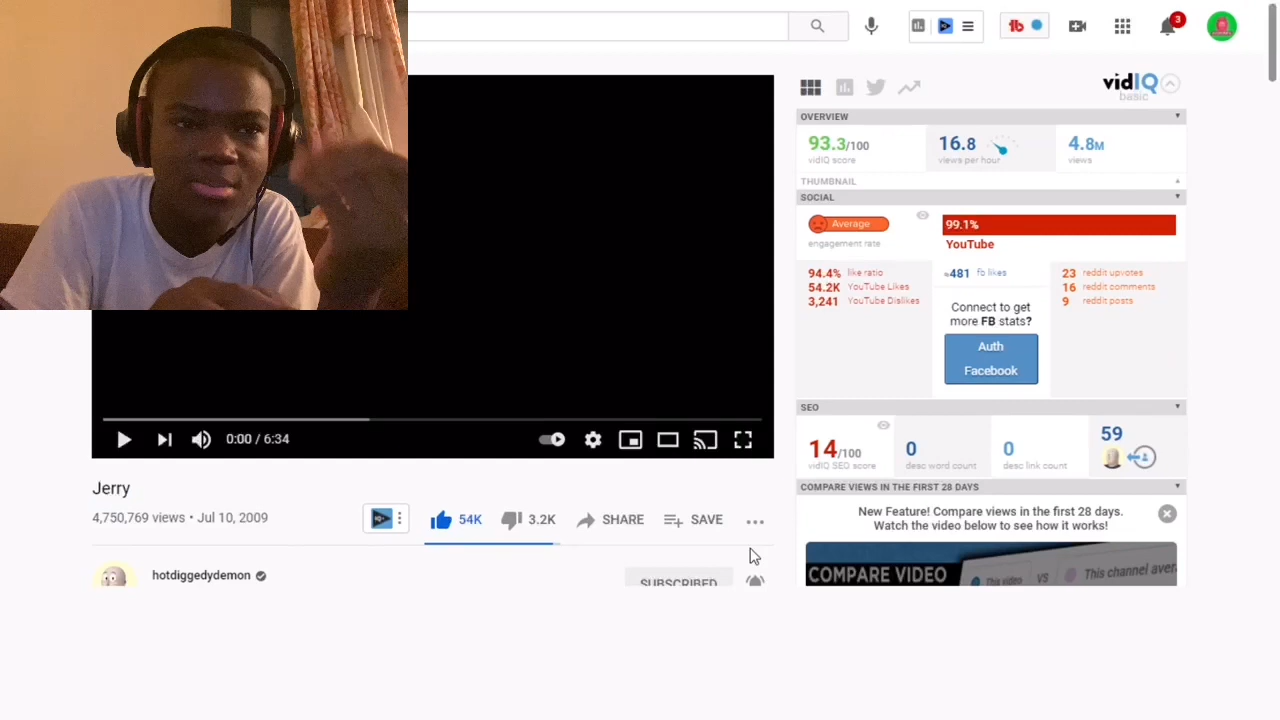 3
vidIQ
basic
OVERVIEW
93.3/100
vidIQ score
16.8
views per hour
4.8M
views
THUMBNAIL
SOCIAL
Average
engagement rate
99.1%
YouTube
94.4% like ratio
54.2K YouTube Likes
3,241 YouTube Dislikes
≈481 fb likes
Connect to get
more FB stats?
Auth
Facebook
23 reddit upvotes
16 reddit comments
9 reddit posts
0:00 / 6:34
SEO
14/100
vidIQ SEO score
0
desc word count
0
desc link count
59
Jerry
4,750,769 views • Jul 10, 2009
54K
3.2K
SHARE
SAVE
COMPARE VIEWS IN THE FIRST 28 DAYS
New Feature! Compare views in the first 28 days.
Watch the video below to see how it works!
hotdiggedydemon
SUBSCRIBED
COMPARE VIDEO
This video
VS
This channel aver